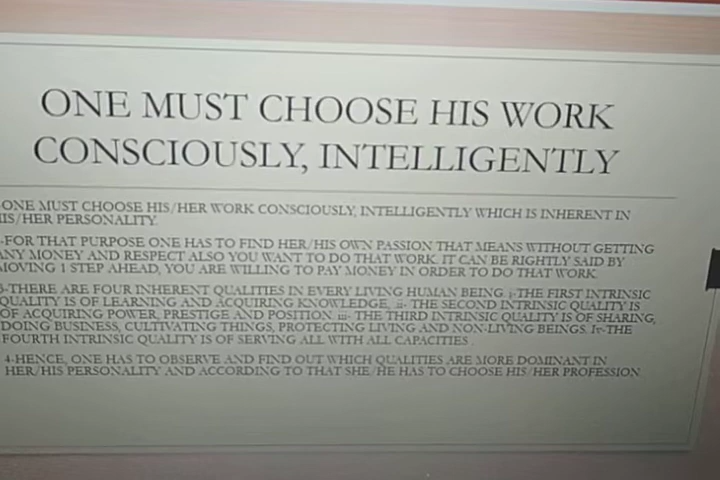 ONE MUST CHOOSE HIS WORK
CONSCIOUSLY, INTELLIGENTLY
-ONE MUST CHOOSE HIS/HER WORK CONSCIOUSLY, INTELLIGENTLY WHICH IS INHERENT IN
HIS/HER PERSONALITY.
-FOR THAT PURPOSE ONE HAS TO FIND HER/HIS OWN PASSION THAT MEANS WITHOUT GETTING
ANY MONEY AND RESPECT ALSO YOU WANT TO DO THAT WORK. IT CAN BE RIGHTLY SAID BY
MOVING 1 STEP AHEAD, YOU ARE WILLING TO PAY MONEY IN ORDER TO DO THAT WORK.
3-THERE ARE FOUR INHERENT QUALITIES IN EVERY LIVING HUMAN BEING. i-THE FIRST INTRINSIC
QUALITY IS OF LEARNING AND ACQUIRING KNOWLEDGE, ii- THE SECOND INTRINSIC QUALITY IS
OF ACQUIRING POWER, PRESTIGE AND POSITION. iii- THE THIRD INTRINSIC QUALITY IS OF SHARING,
DOING BUSINESS, CULTIVATING THINGS, PROTECTING LIVING AND NON-LIVING BEINGS. Iv-THE
FOURTH INTRINSIC QUALITY IS OF SERVING ALL WITH ALL CAPACITIES .
4-HENCE, ONE HAS TO OBSERVE AND FIND OUT WHICH QUALITIES ARE MORE DOMINANT IN
HER/HIS PERSONALITY AND ACCORDING TO THAT SHE/HE HAS TO CHOOSE HIS/HER PROFESSION.